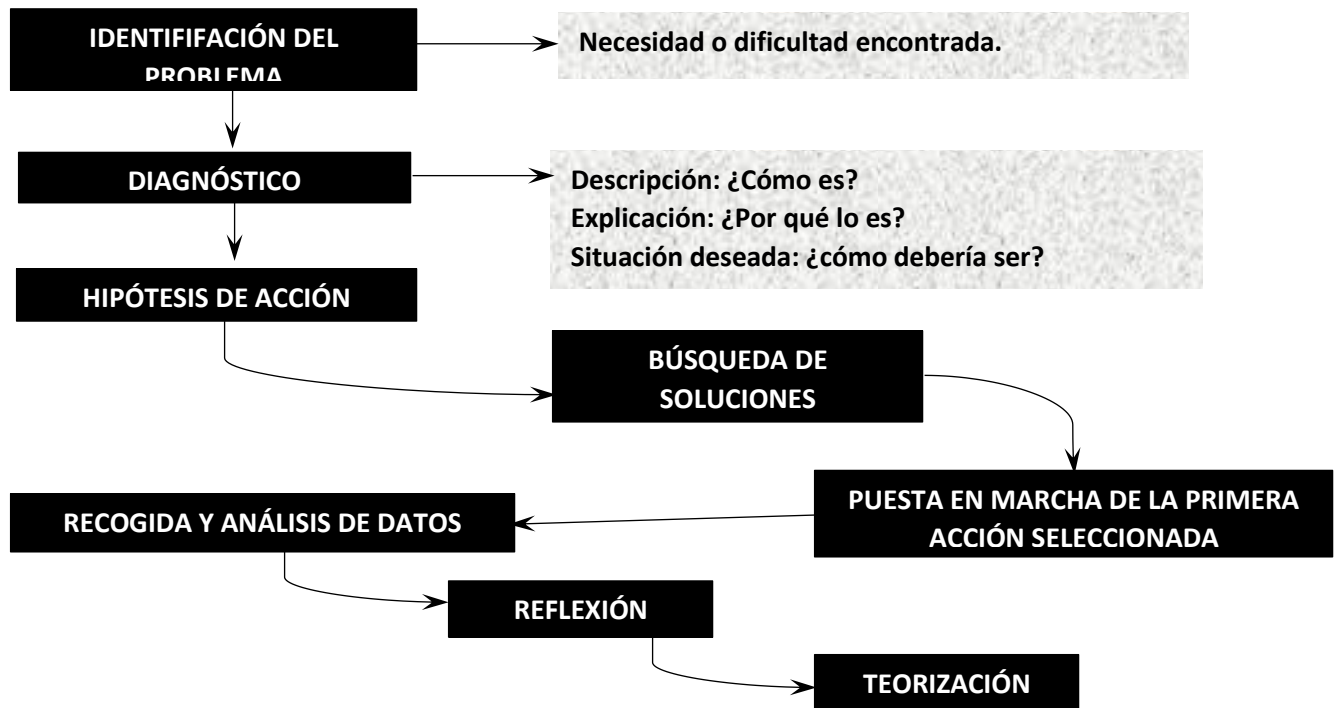 IDENTIFIFACIÓN DEL
PROBLEMA
Necesidad o dificultad encontrada.
DIAGNÓSTICO
Descripción: ¿Cómo es?
Explicación: ¿Por qué lo es?
Situación deseada: ¿cómo debería ser?
HIPÓTESIS DE ACCIÓN
BÚSQUEDA DE
SOLUCIONES
PUESTA EN MARCHA DE LA PRIMERA
ACCIÓN SELECCIONADA
RECOGIDA Y ANÁLISIS DE DATOS
REFLEXIÓN
TEORIZACIÓN